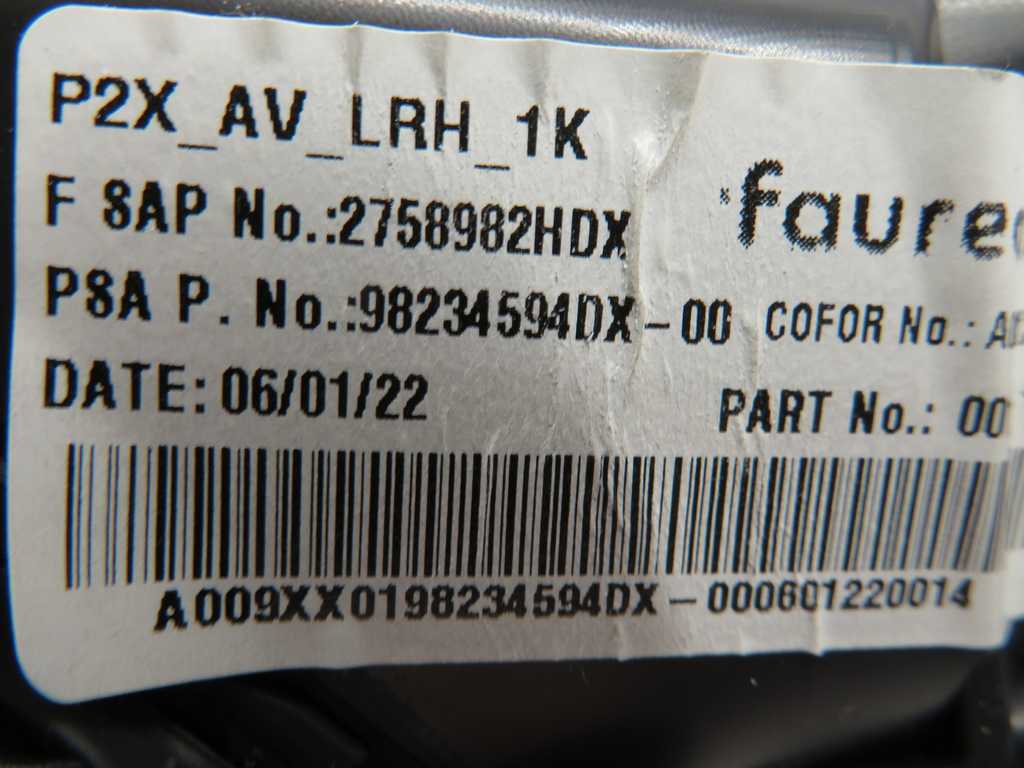 P2X_AV_LRH_1K
F SAP No.:2758982HDX
faure
PSA P. No.:98234594DX-00 COFOR No.:
DATE: 06/01/22
PART No.: 00
A009XX0198234594DX-000601220014